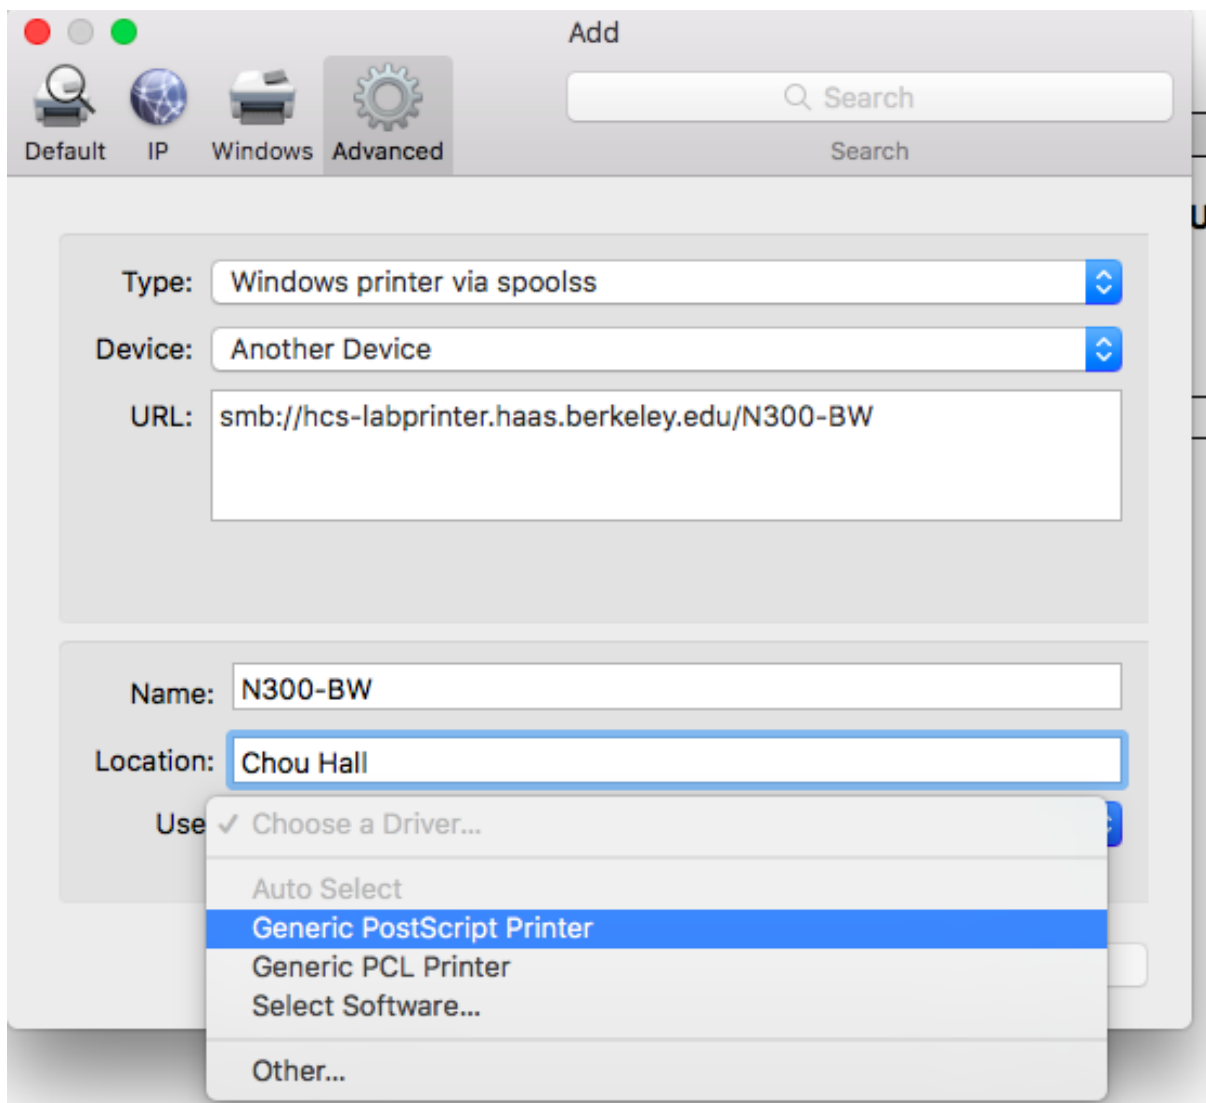 Add
Search
Default IP Windows Advanced Search
U
Type: Windows printer via spoolss
Device: Another Device
URL: smb://hcs-labprinter.haas.berkeley.edu/N300-BW
Name: N300-BW
Location: Chou Hall
Use ✓ Choose a Driver...
Auto Select
Generic PostScript Printer
Generic PCL Printer
Select Software...
Other...